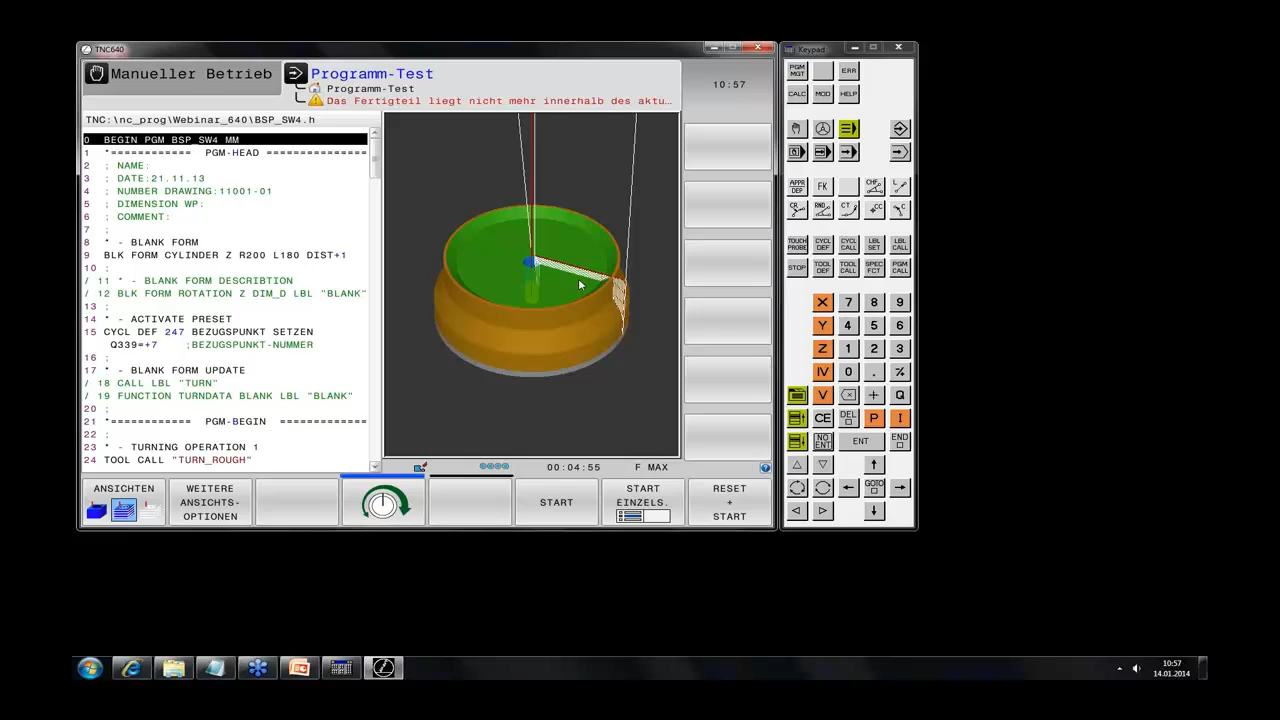 TNC640
Manueller Betrieb
Programm-Test
Programm-Test
Das Fertigteil liegt nicht mehr innerhalb des aktu…
10:57
TNC:\nc_prog\Webinar_640\BSP_SW4.h
0 BEGIN PGM BSP_SW4 MM
1 *============ PGM-HEAD ===============
2 ; NAME:
3 ; DATE:21.11.13
4 ; NUMBER DRAWING:11001-01
5 ; DIMENSION WP:
6 ; COMMENT:
7 ;
8 * - BLANK FORM
9 BLK FORM CYLINDER Z R200 L180 DIST+1
10 ;
/ 11 * - BLANK FORM DESCRIBTION
/ 12 BLK FORM ROTATION Z DIM_D LBL "BLANK"
13 ;
14 * - ACTIVATE PRESET
15 CYCL DEF 247 BEZUGSPUNKT SETZEN
Q339=+7 ;BEZUGSPUNKT-NUMMER
16 ;
17 * - BLANK FORM UPDATE
/ 18 CALL LBL "TURN"
/ 19 FUNCTION TURNDATA BLANK LBL "BLANK"
20 ;
21 *============ PGM-BEGIN =============
22 ;
23 * - TURNING OPERATION 1
24 TOOL CALL "TURN_ROUGH"
00:04:55 F MAX
ANSICHTEN
WEITERE
ANSICHTS-
OPTIONEN
START
START
EINZELS.
RESET
+
START
Keypad
PGM
MGT
ERR
CALC MOD HELP
APPR
DEP
FK
CHF
L
CR
RND
CT
CC
C
TOUCH
PROBE
CYCL
DEF
CYCL
CALL
LBL
SET
LBL
CALL
STOP
TOOL
DEF
TOOL
CALL
SPEC
FCT
PGM
CALL
X 7 8 9
Y 4 5 6
Z 1 2 3
IV 0 .
V + Q
CE
DEL
P I
NO
ENT
ENT
END
GOTO
10:57
14.01.2014